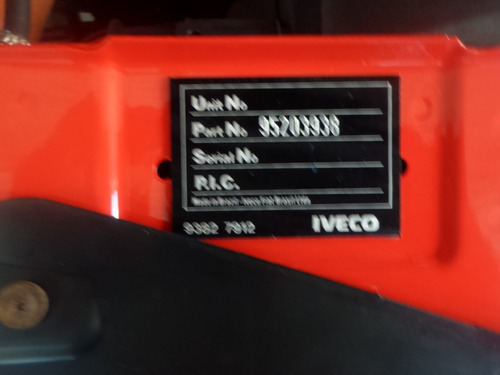 Unit No
Part No 95203938
Serial No
P.I.C.
9382 7912 IVECO